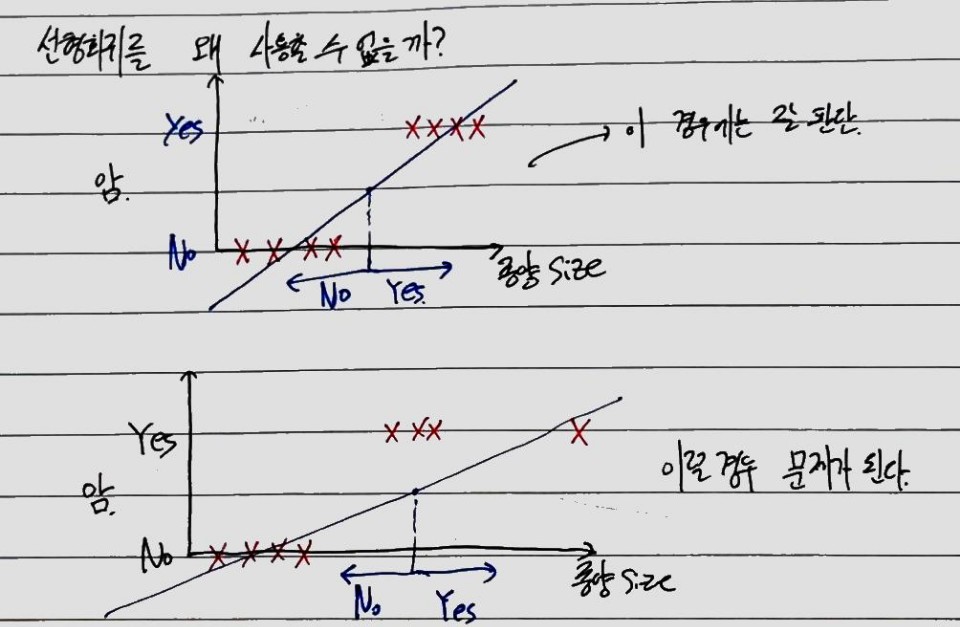 선형회귀를 왜 사용할 수 없을까?
Yes
이 경우에는 잘 판단.
암.
No
종양 Size
No Yes.
Yes
이럴 경우 문제가 된다.
암.
No
종양 Size
No Yes